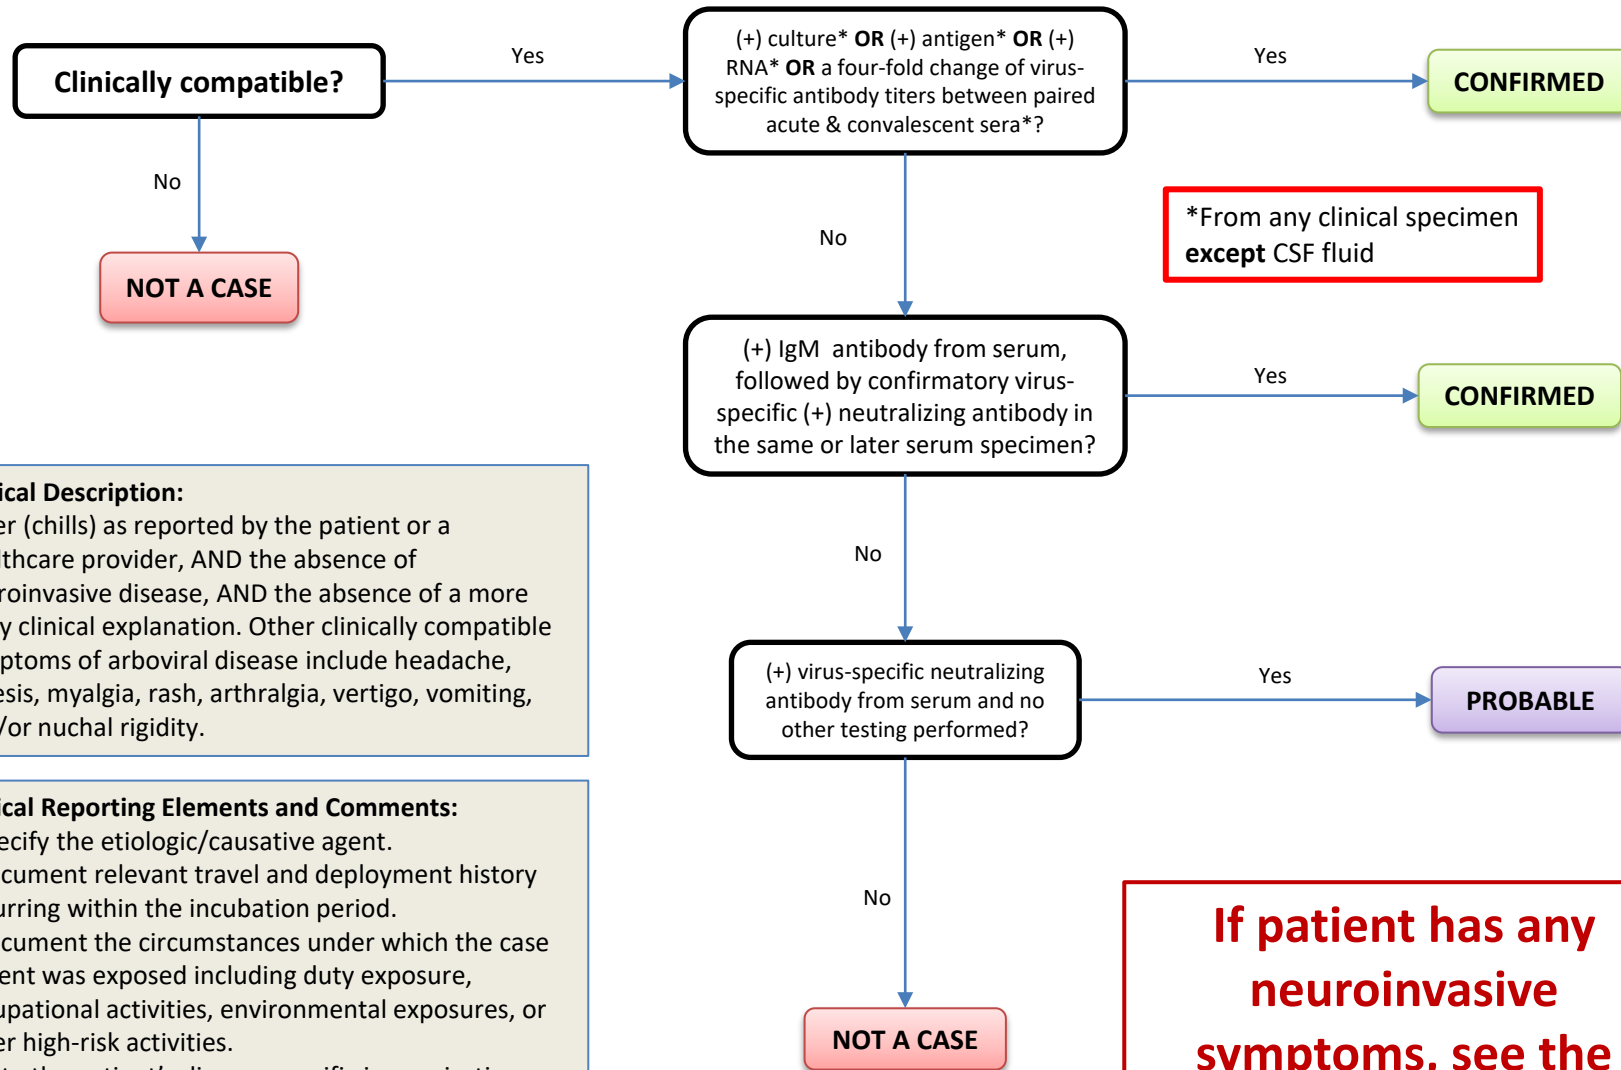 Clinically compatible?
Yes
(+) culture* OR (+) antigen* OR (+)
RNA* OR a four-fold change of virus-
specific antibody titers between paired
acute & convalescent sera*?
Yes
CONFIRMED
No
NOT A CASE
No
*From any clinical specimen
except CSF fluid
(+) IgM antibody from serum,
followed by confirmatory virus-
specific (+) neutralizing antibody in
the same or later serum specimen?
Yes
CONFIRMED
No
(+) virus-specific neutralizing
antibody from serum and no
other testing performed?
Yes
PROBABLE
No
NOT A CASE
ical Description:
er (chills) as reported by the patient or a
lthcare provider, AND the absence of
roinvasive disease, AND the absence of a more
y clinical explanation. Other clinically compatible
ptoms of arboviral disease include headache,
esis, myalgia, rash, arthralgia, vertigo, vomiting,
/or nuchal rigidity.
ical Reporting Elements and Comments:
ecify the etiologic/causative agent.
cument relevant travel and deployment history
urring within the incubation period.
cument the circumstances under which the case
ent was exposed including duty exposure,
upational activities, environmental exposures, or
er high-risk activities.
If patient has any
neuroinvasive
symptoms, see the